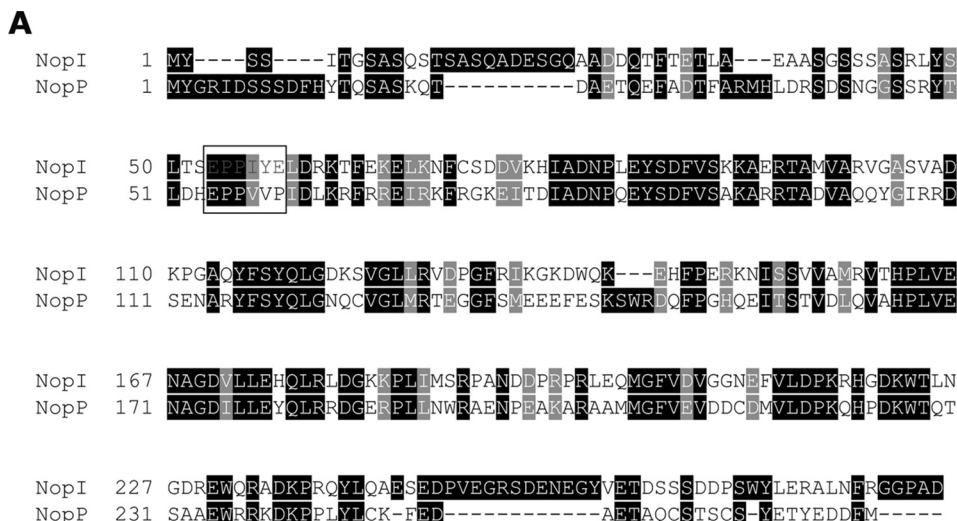 A
NopI 1 MY----SS----ITGSASQSTSASQADESGQAADDQTFTETLA---EAASGSSSASRLYS
NopP 1 MYGRIDSSSDFHYTQSASKQT----------DAETQEFADTFARMHLDRSDSNGGSSRYT
NopI 50 LTSEPPIYELDRKTFEKELKNFCSDDVKHIADNPLEYSDFVSKKAERTAMVARVGASVAD
NopP 51 LDHEPPVVPIDLKRFRREIRKFRGKEITDIADNPQEYSDFVSAKARRTADVAQQYGIRRD
NopI 110 KPGAQYFSYQLGDKSVGLLRVDPGFRIKGKDWQK---EHFPERKNISSVVAMRVTHPLVE
NopP 111 SENARYFSYQLGNQCVGLMRTEGGFSMEEEFESKSWRDQFPGHQEITSTVDLQVAHPLVE
NopI 167 NAGDVLLEHQLRLDGKKPLIMSRPANDDPRPRLEQMGFVDVGGNEFVLDPKRHGDKWTLN
NopP 171 NAGDILLEYQLRRDGERPLLNWRAENPEAKARAAMMGFVEVDDCDMVLDPKQHPDKWTQT
NopI 227 GDREWQRADKPRQYLQAESEDPVEGRSDENEGYVETDSSSDDPSWYLERALNFRGGPAD
NopP 231 SAAEWRRKDKPPLYLCK-FED------------AETAQCSTSCS-YETYEDDFM-----